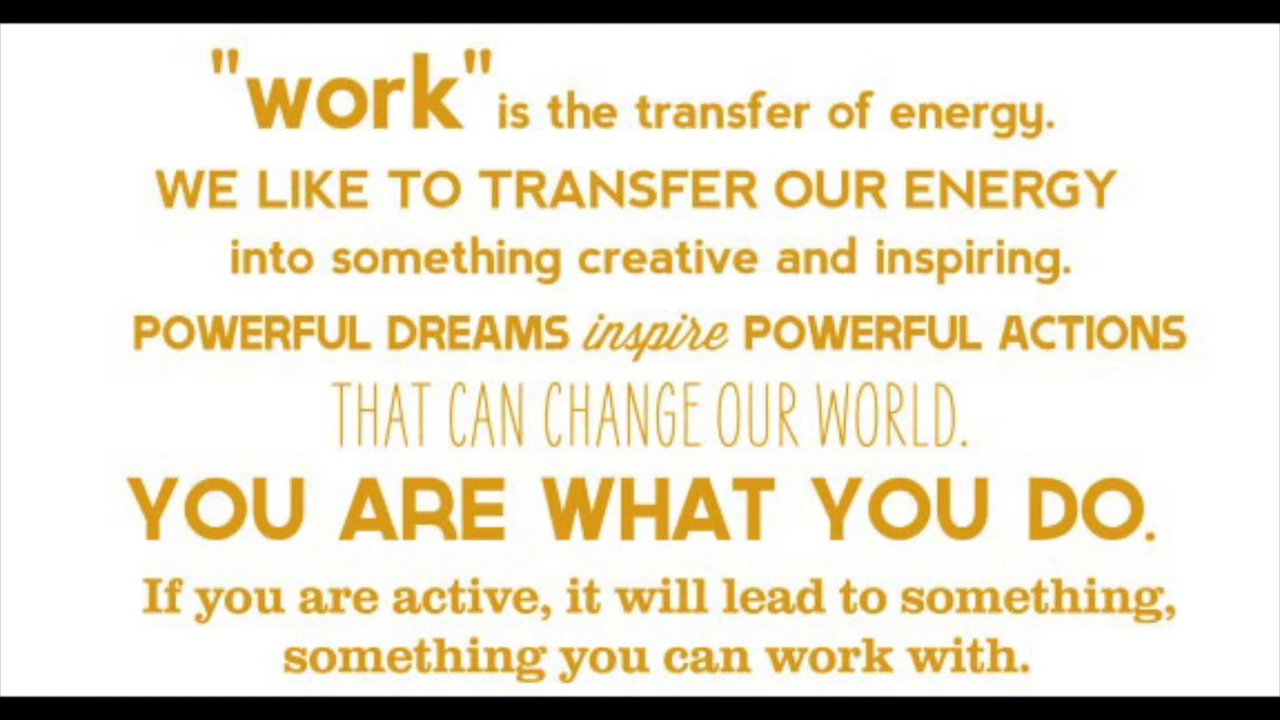 "work" is the transfer of energy.
WE LIKE TO TRANSFER OUR ENERGY
into something creative and inspiring.
POWERFUL DREAMS inspire POWERFUL ACTIONS
THAT CAN CHANGE OUR WORLD.
YOU ARE WHAT YOU DO.
If you are active, it will lead to something,
something you can work with.